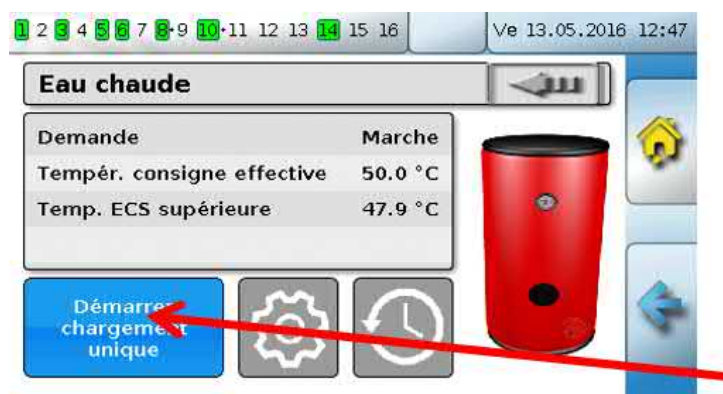 1 2 3 4 5 6 7 8•9 10•11 12 13 14 15 16 Ve 13.05.2016 12:47
Eau chaude
Demande Marche
Tempér. consigne effective 50.0 °C
Temp. ECS supérieure 47.9 °C
Démarrez
chargement
unique